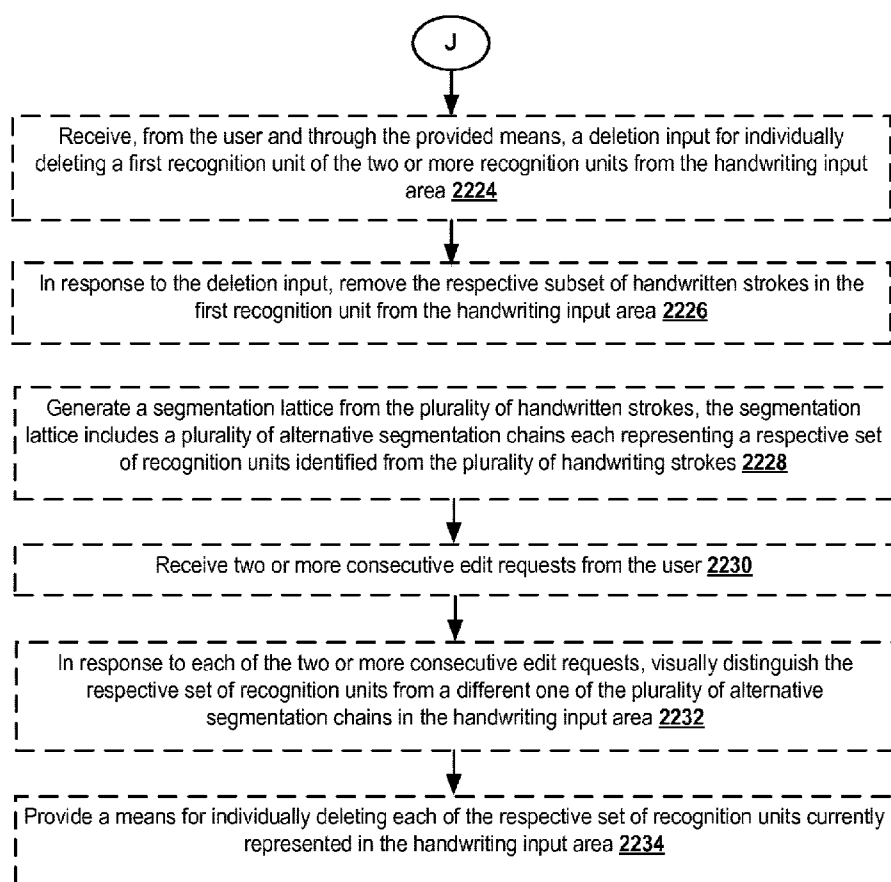 J
Receive, from the user and through the provided means, a deletion input for individually
deleting a first recognition unit of the two or more recognition units from the handwriting input
area 2224
In response to the deletion input, remove the respective subset of handwritten strokes in the
first recognition unit from the handwriting input area 2226
Generate a segmentation lattice from the plurality of handwritten strokes, the segmentation
lattice includes a plurality of alternative segmentation chains each representing a respective set
of recognition units identified from the plurality of handwriting strokes 2228
Receive two or more consecutive edit requests from the user 2230
In response to each of the two or more consecutive edit requests, visually distinguish the
respective set of recognition units from a different one of the plurality of alternative
segmentation chains in the handwriting input area 2232
Provide a means for individually deleting each of the respective set of recognition units currently
represented in the handwriting input area 2234